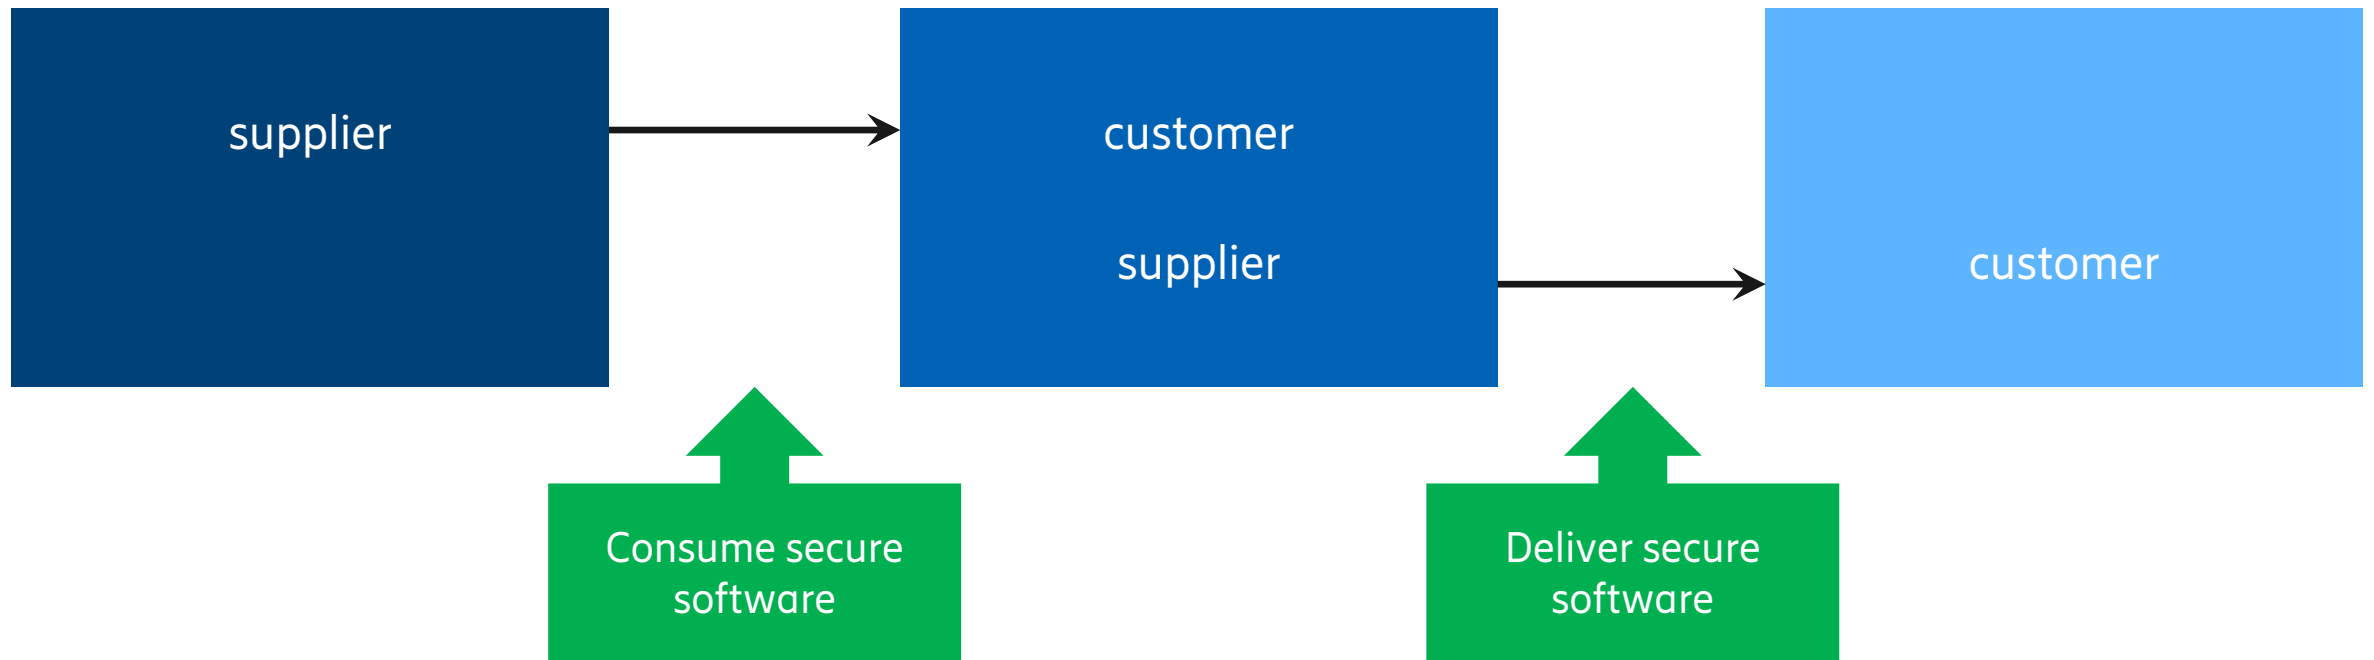 supplier
customer
supplier
customer
Consume secure
software
Deliver secure
software